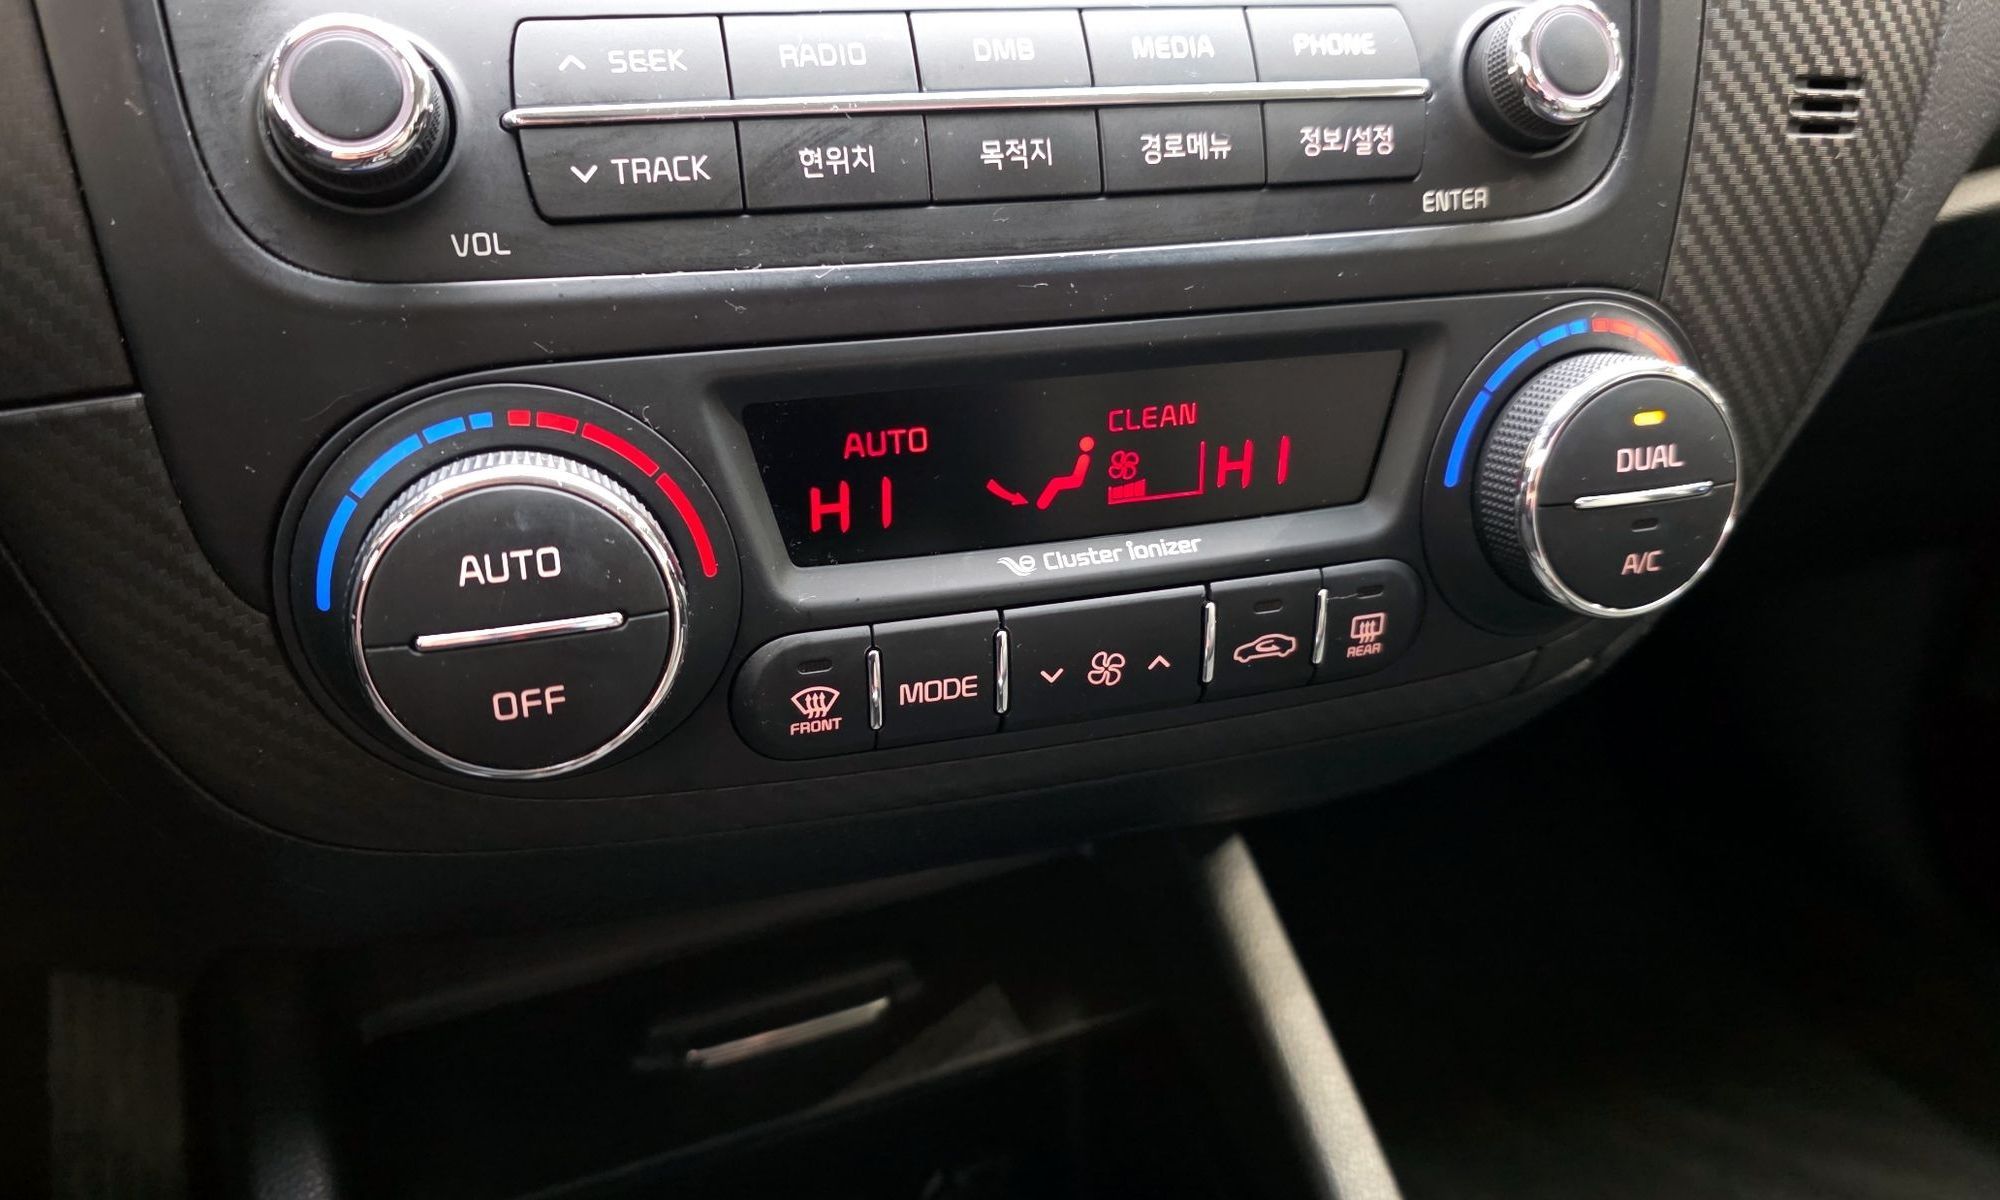 SEEK RADIO DMB MEDIA PHONE
TRACK 현위치 목적지 경로메뉴 정보/설정
VOL
ENTER
AUTO CLEAN
HI HI
Cluster ionizer
AUTO
OFF
DUAL
A/C
FRONT MODE REAR